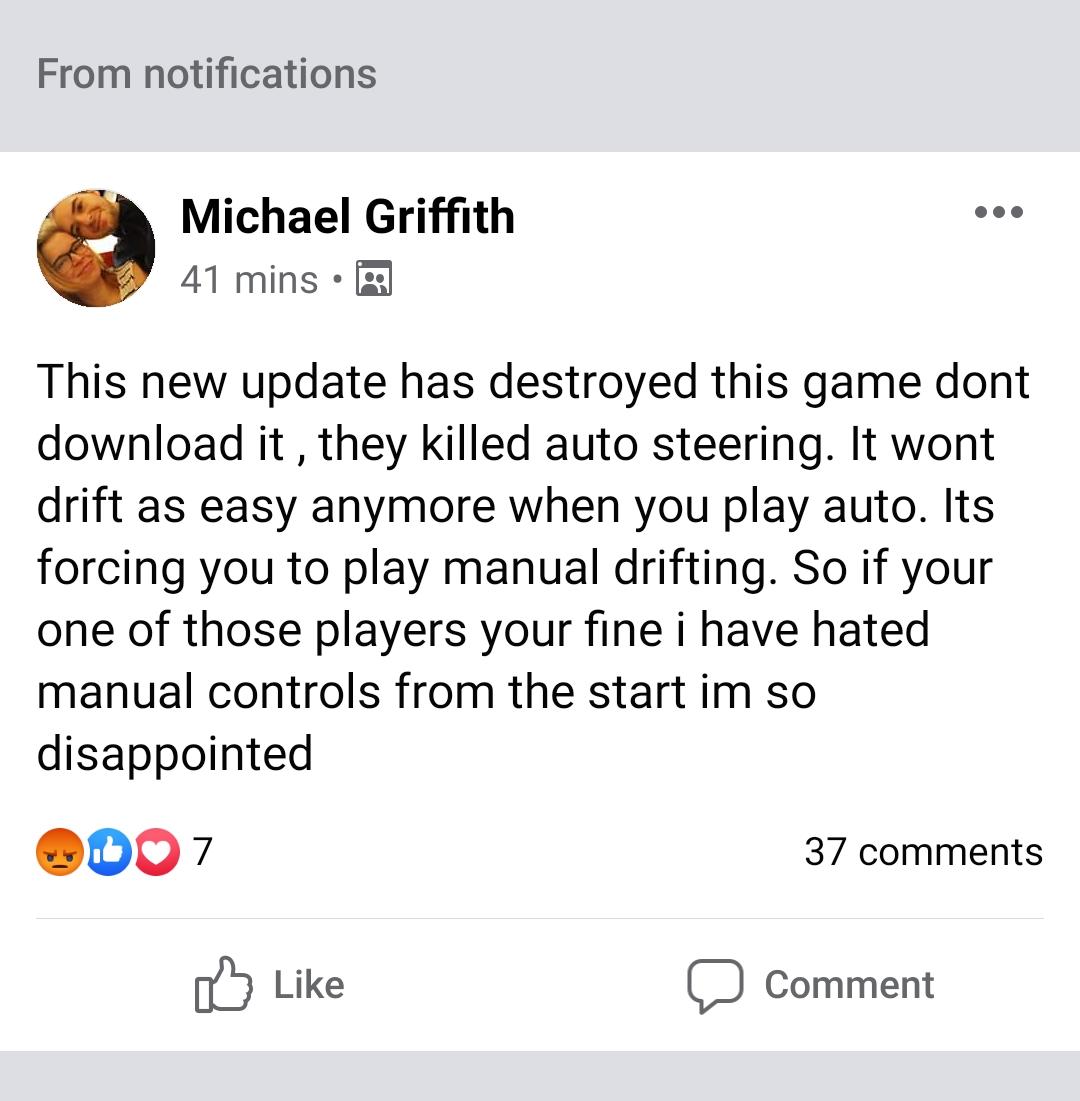 From notifications
Michael Griffith
41 mins •
This new update has destroyed this game dont
download it , they killed auto steering. It wont
drift as easy anymore when you play auto. Its
forcing you to play manual drifting. So if your
one of those players your fine i have hated
manual controls from the start im so
disappointed
7
37 comments
Like
Comment